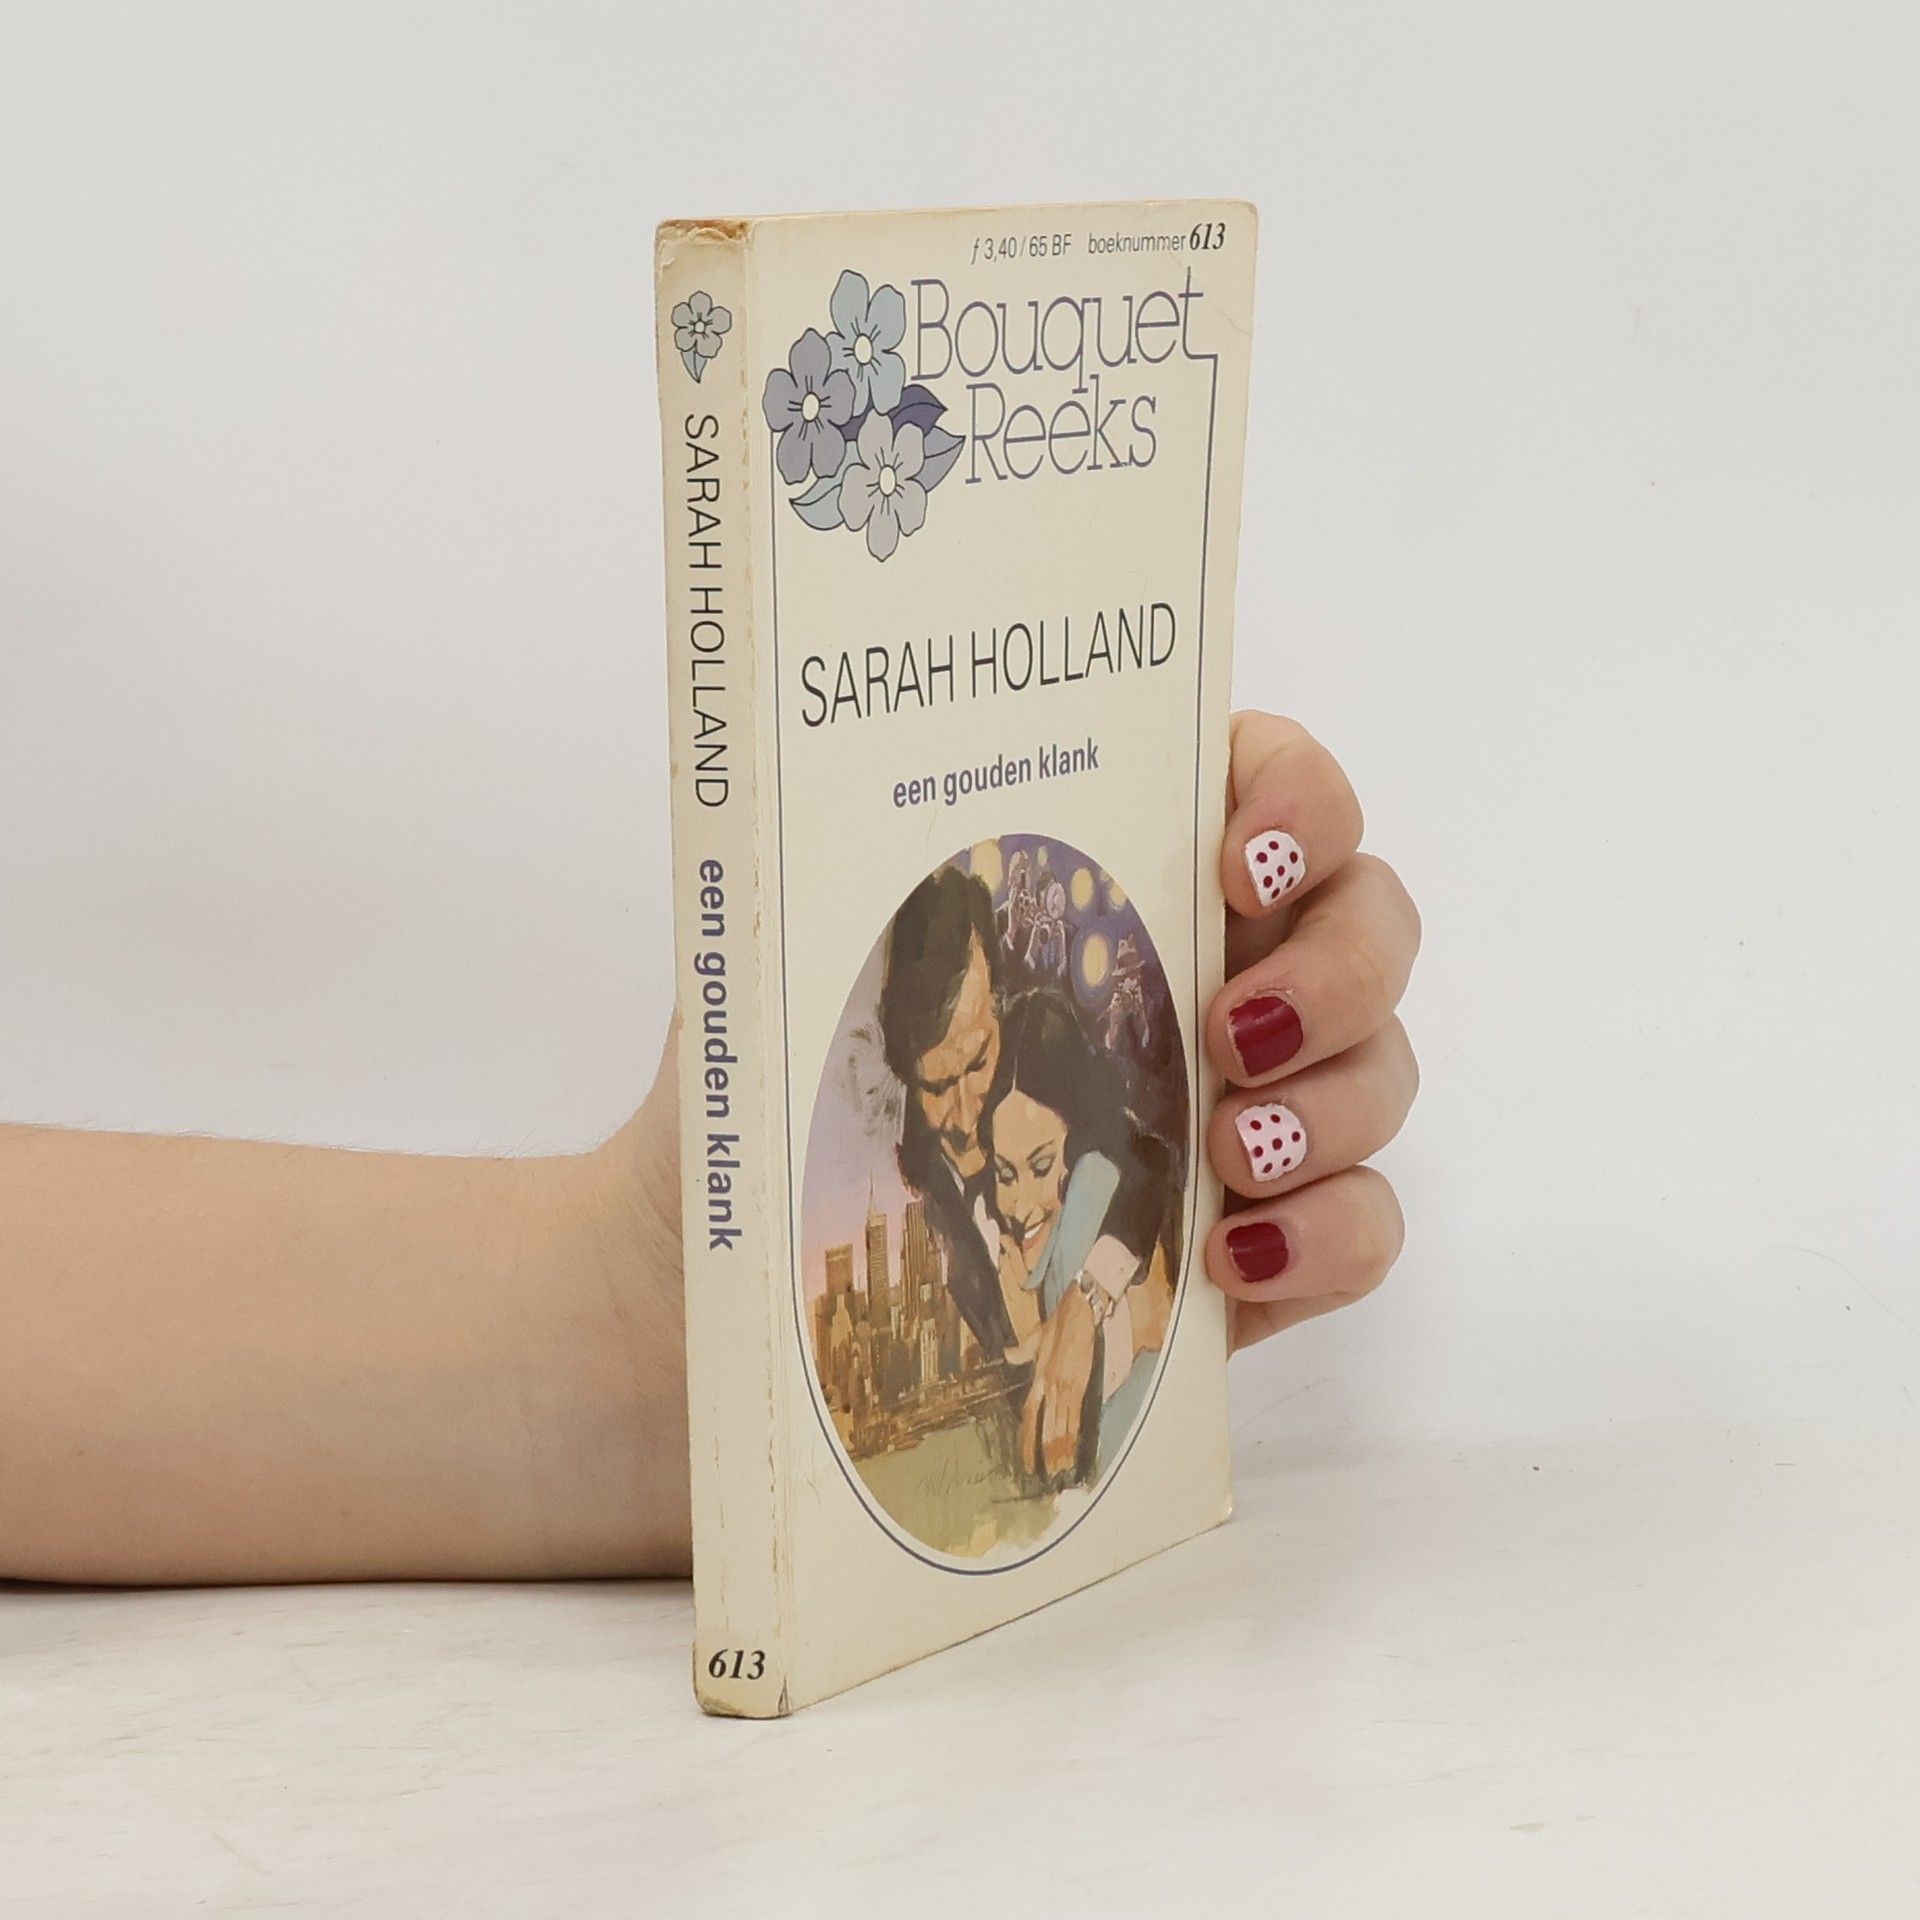 ƒ 3,40 / 65 BF boeknummer 613
Bouquet
Reeks
SARAH HOLLAND
een gouden klank
SARAH HOLLAND een gouden klank
613